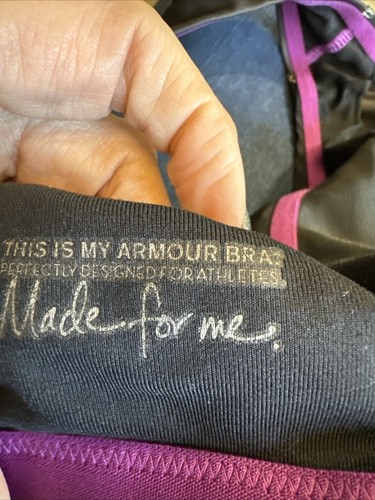 THIS IS MY ARMOUR BRA:
PERFECTLY DESIGNED FOR ATHLETES.
Made for me.